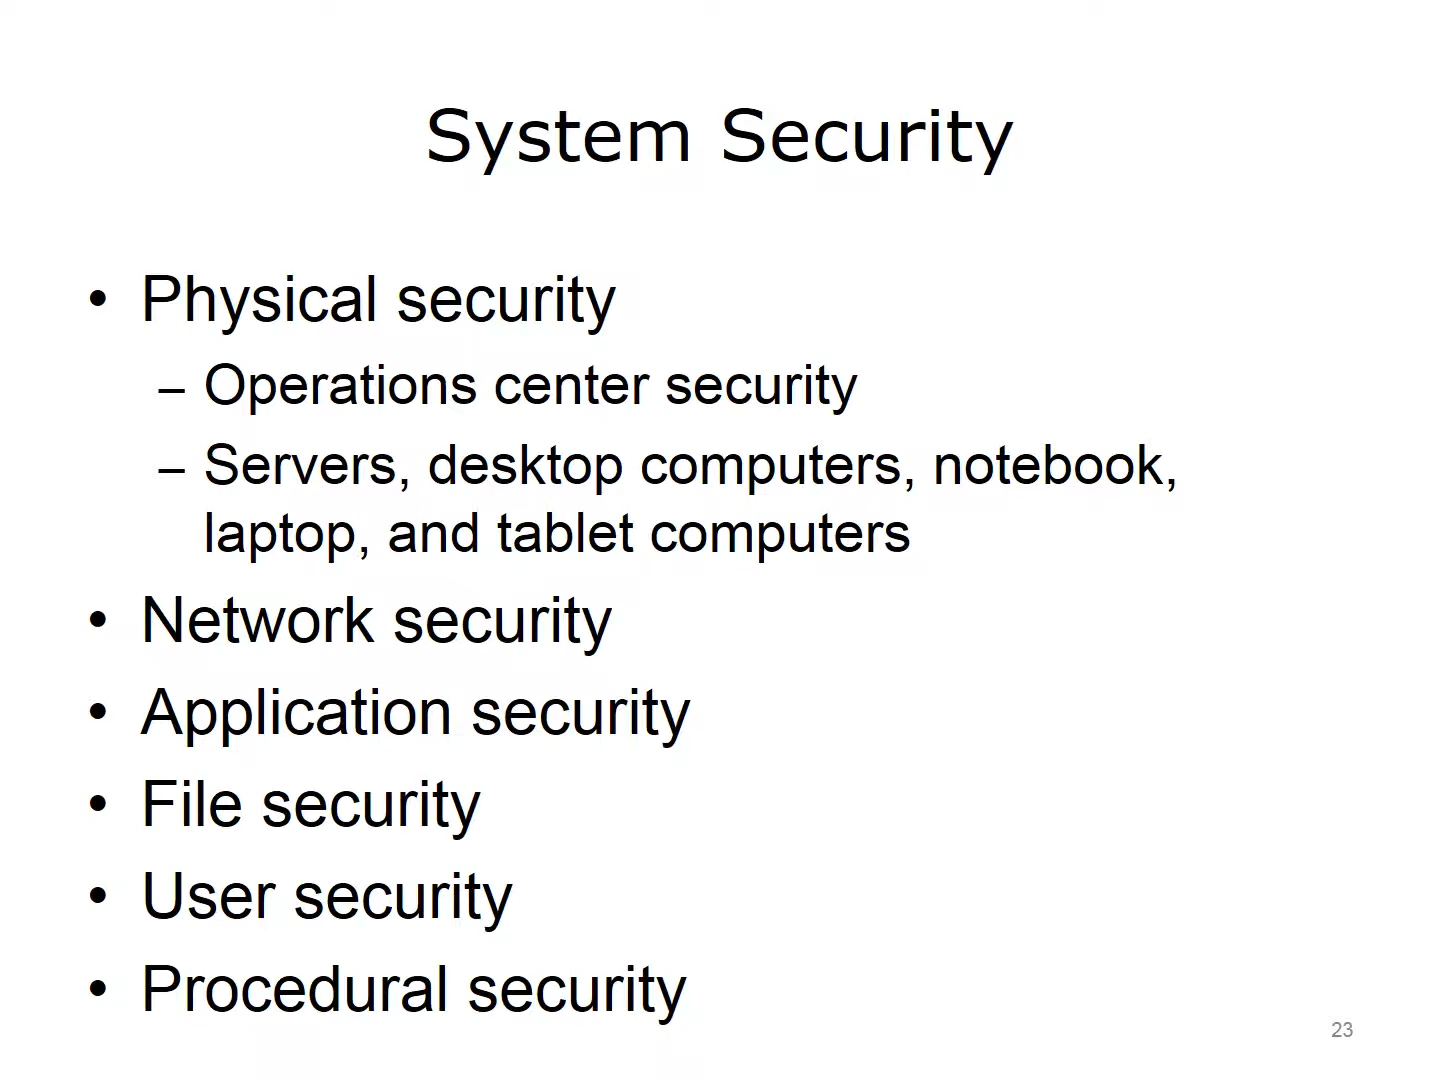 System Security
• Physical security
– Operations center security
– Servers, desktop computers, notebook,
laptop, and tablet computers
• Network security
• Application security
• File security
• User security
• Procedural security
23